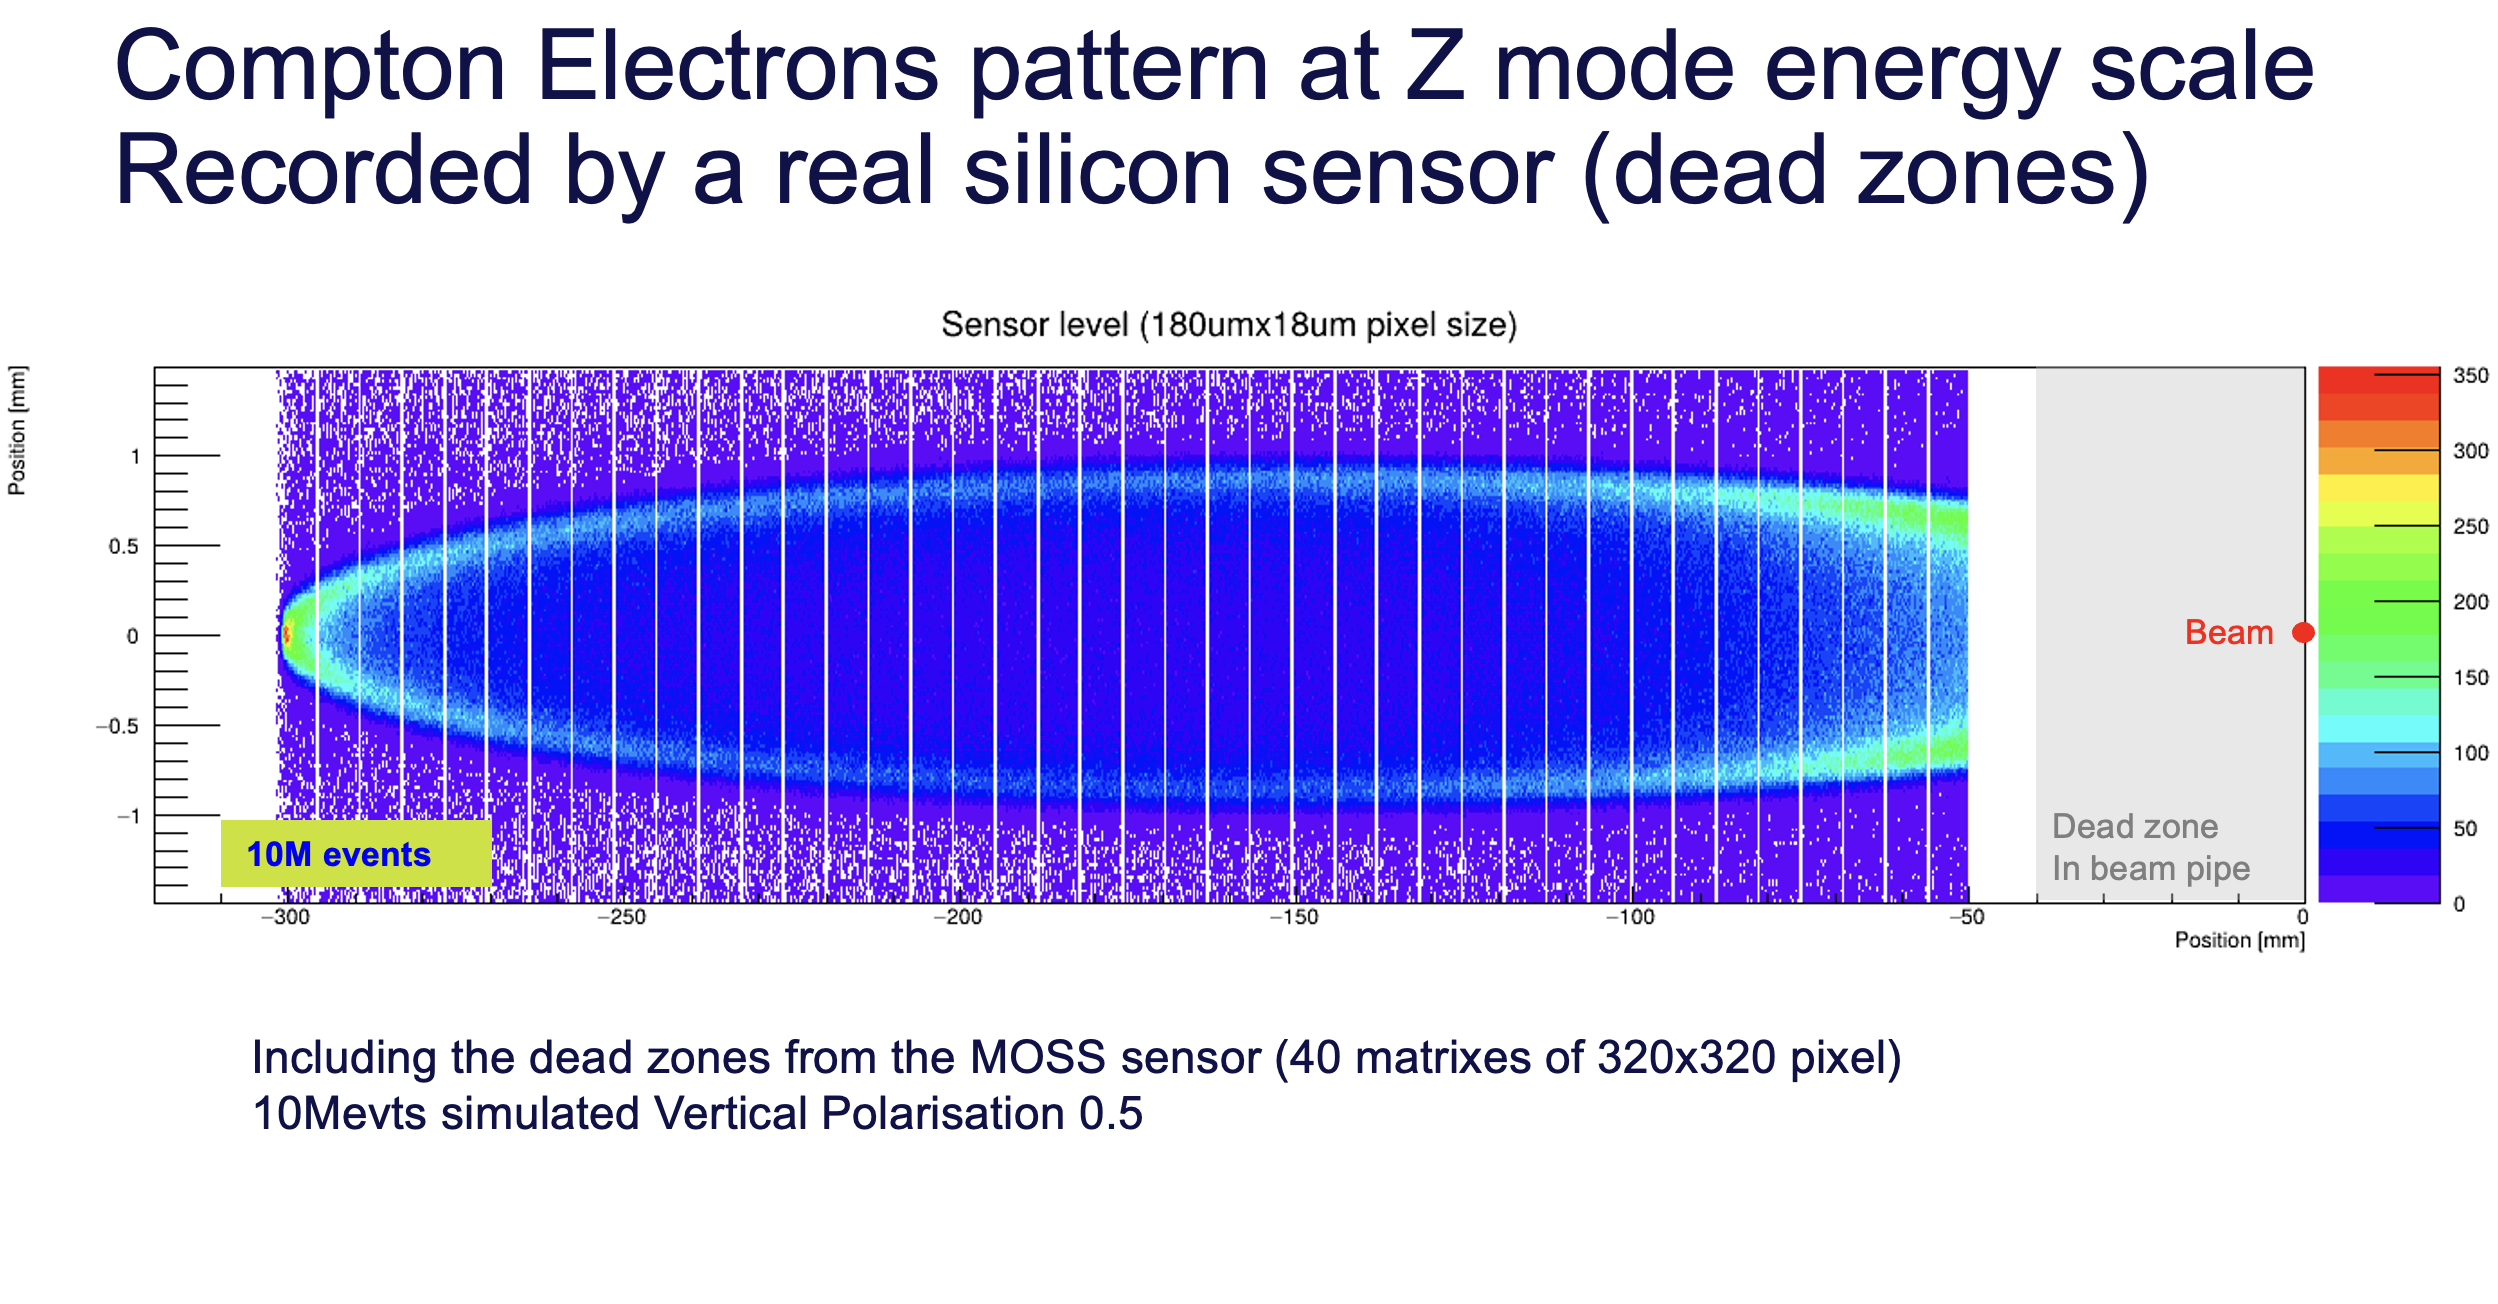 Compton Electrons pattern at Z mode energy scale
Recorded by a real silicon sensor (dead zones)
Sensor level (180umx18um pixel size)
Position [mm]
1
0.5
0
−0.5
−1
10M events
Beam
Dead zone
In beam pipe
350
300
250
200
150
100
50
0
−300
−250
−200
−150
−100
−50
0
Position [mm]
Including the dead zones from the MOSS sensor (40 matrixes of 320x320 pixel)
10Mevts simulated Vertical Polarisation 0.5